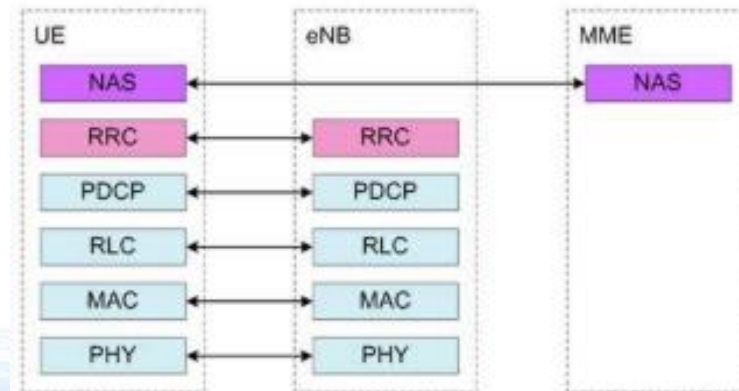 UE eNB MME
NAS NAS
RRC RRC
PDCP PDCP
RLC RLC
MAC MAC
PHY PHY